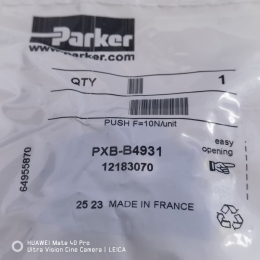 Parker
www.parker.com
QTY 1
PUSH F=10N/unit
PXB-B4931
12183070
easy
opening
64955870
25 23 MADE IN FRANCE
HUAWEI Mate 40 Pro
Ultra Vision Cine Camera | LEICA